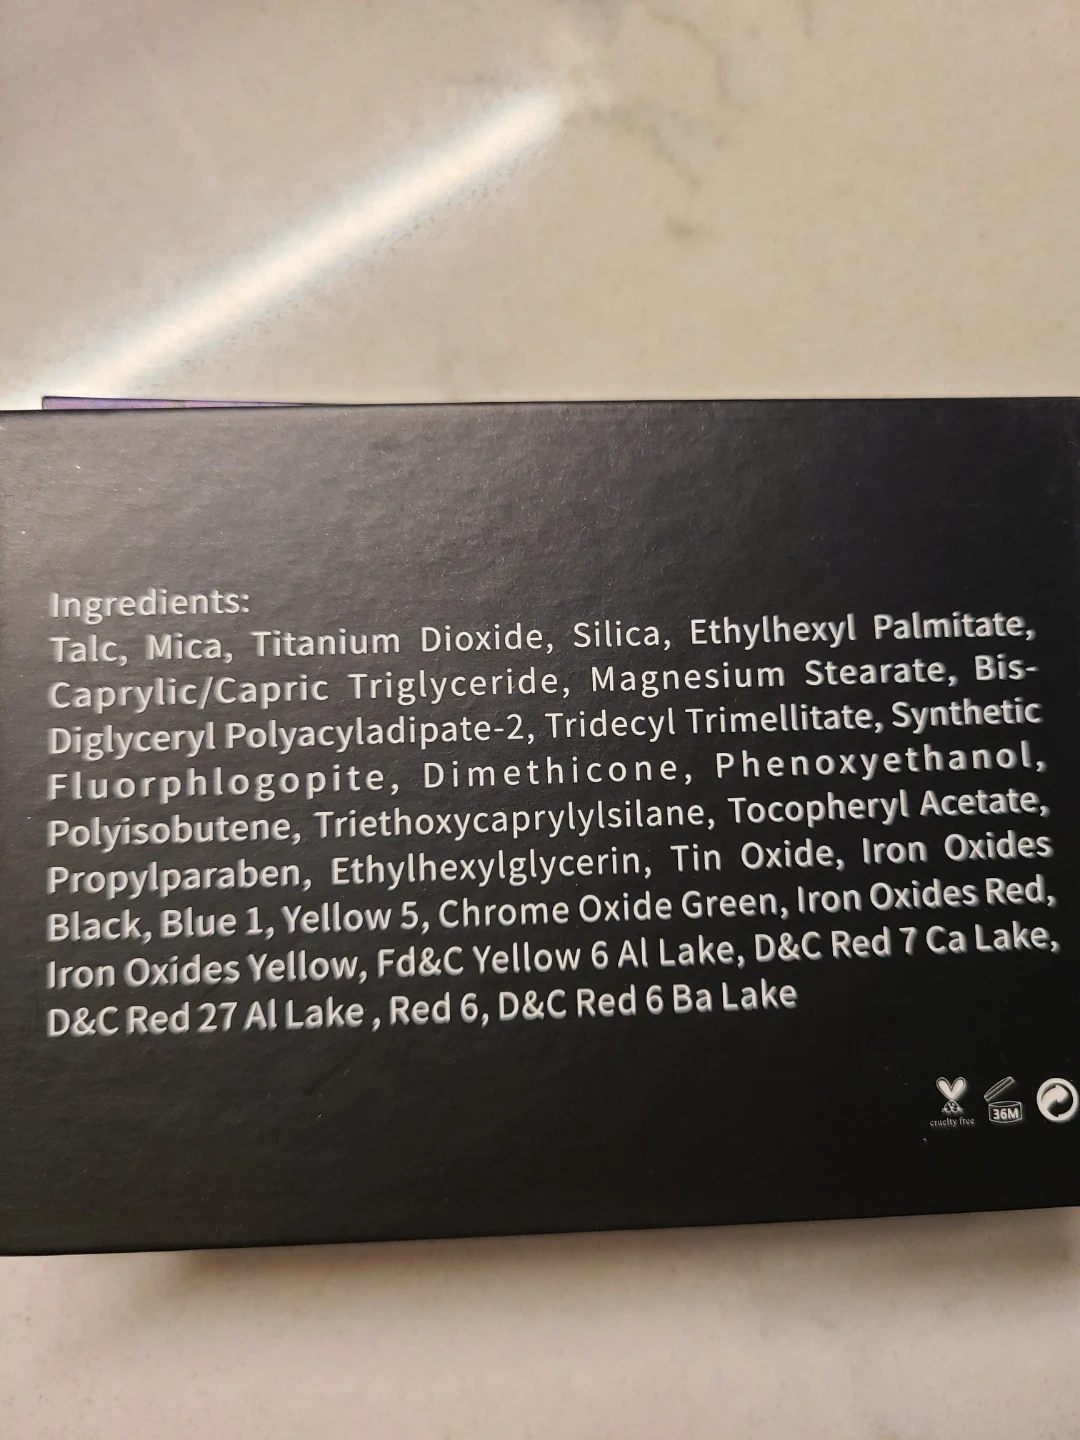 Ingredients:
Talc, Mica, Titanium Dioxide, Silica, Ethylhexyl Palmitate,
Caprylic/Capric Triglyceride, Magnesium Stearate, Bis-
Diglyceryl Polyacyladipate-2, Tridecyl Trimellitate, Synthetic
Fluorphlogopite, Dimethicone, Phenoxyethanol,
Polyisobutene, Triethoxycaprylylsilane, Tocopheryl Acetate,
Propylparaben, Ethylhexylglycerin, Tin Oxide, Iron Oxides
Black, Blue 1, Yellow 5, Chrome Oxide Green, Iron Oxides Red,
Iron Oxides Yellow, Fd&C Yellow 6 Al Lake, D&C Red 7 Ca Lake,
D&C Red 27 Al Lake , Red 6, D&C Red 6 Ba Lake
cruelty free
36M